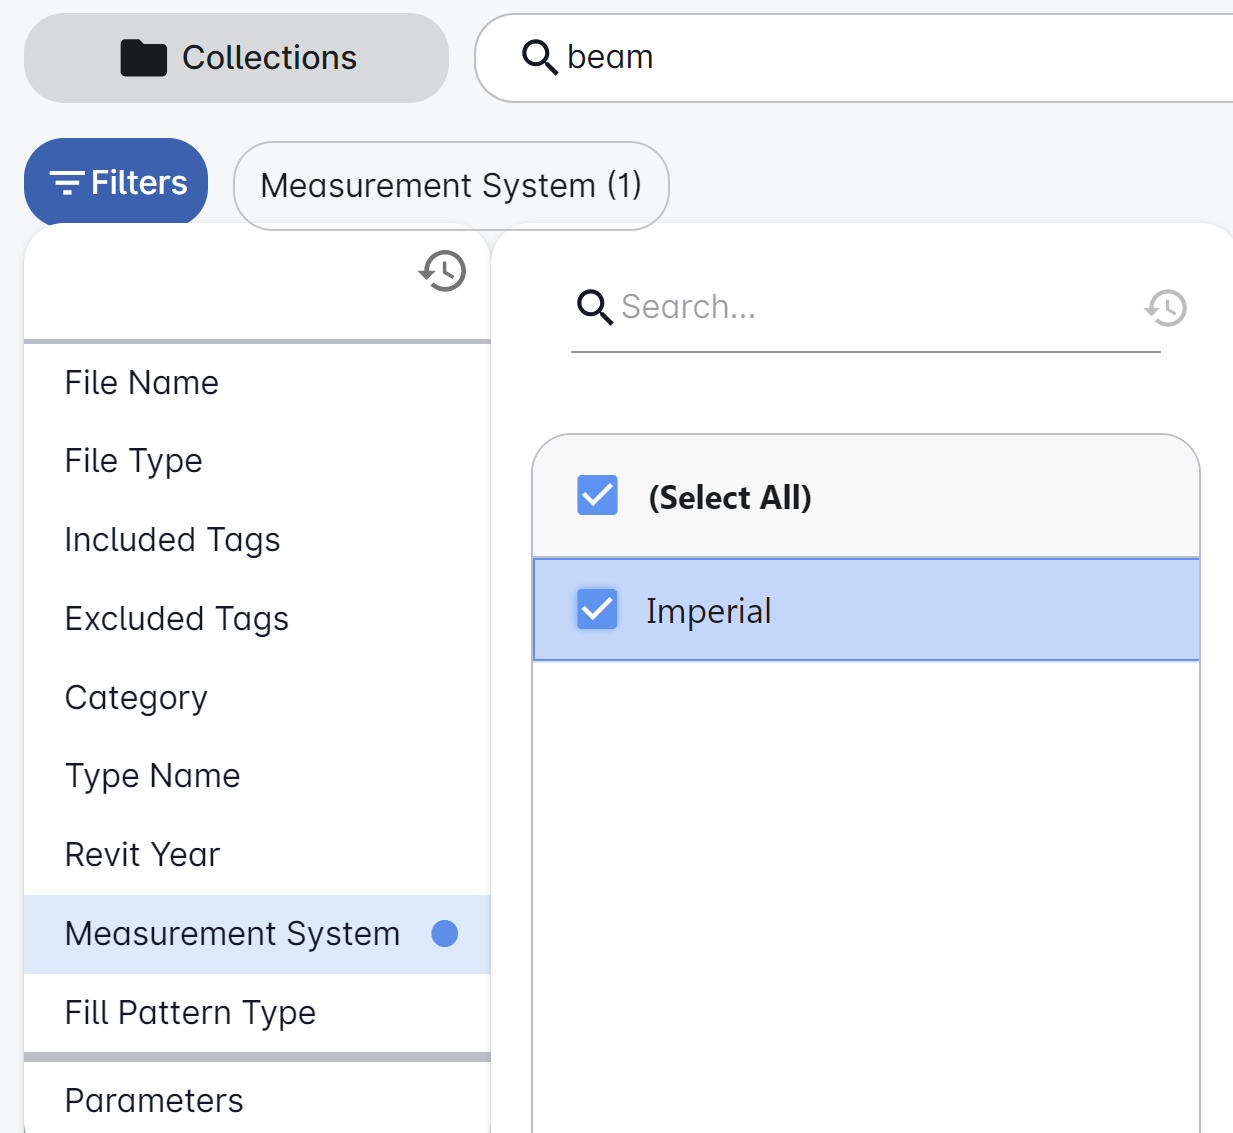 Collections
beam
Filters
Measurement System (1)
Search...
File Name
File Type
Included Tags
Excluded Tags
Category
Type Name
Revit Year
Measurement System
Fill Pattern Type
Parameters
(Select All)
Imperial